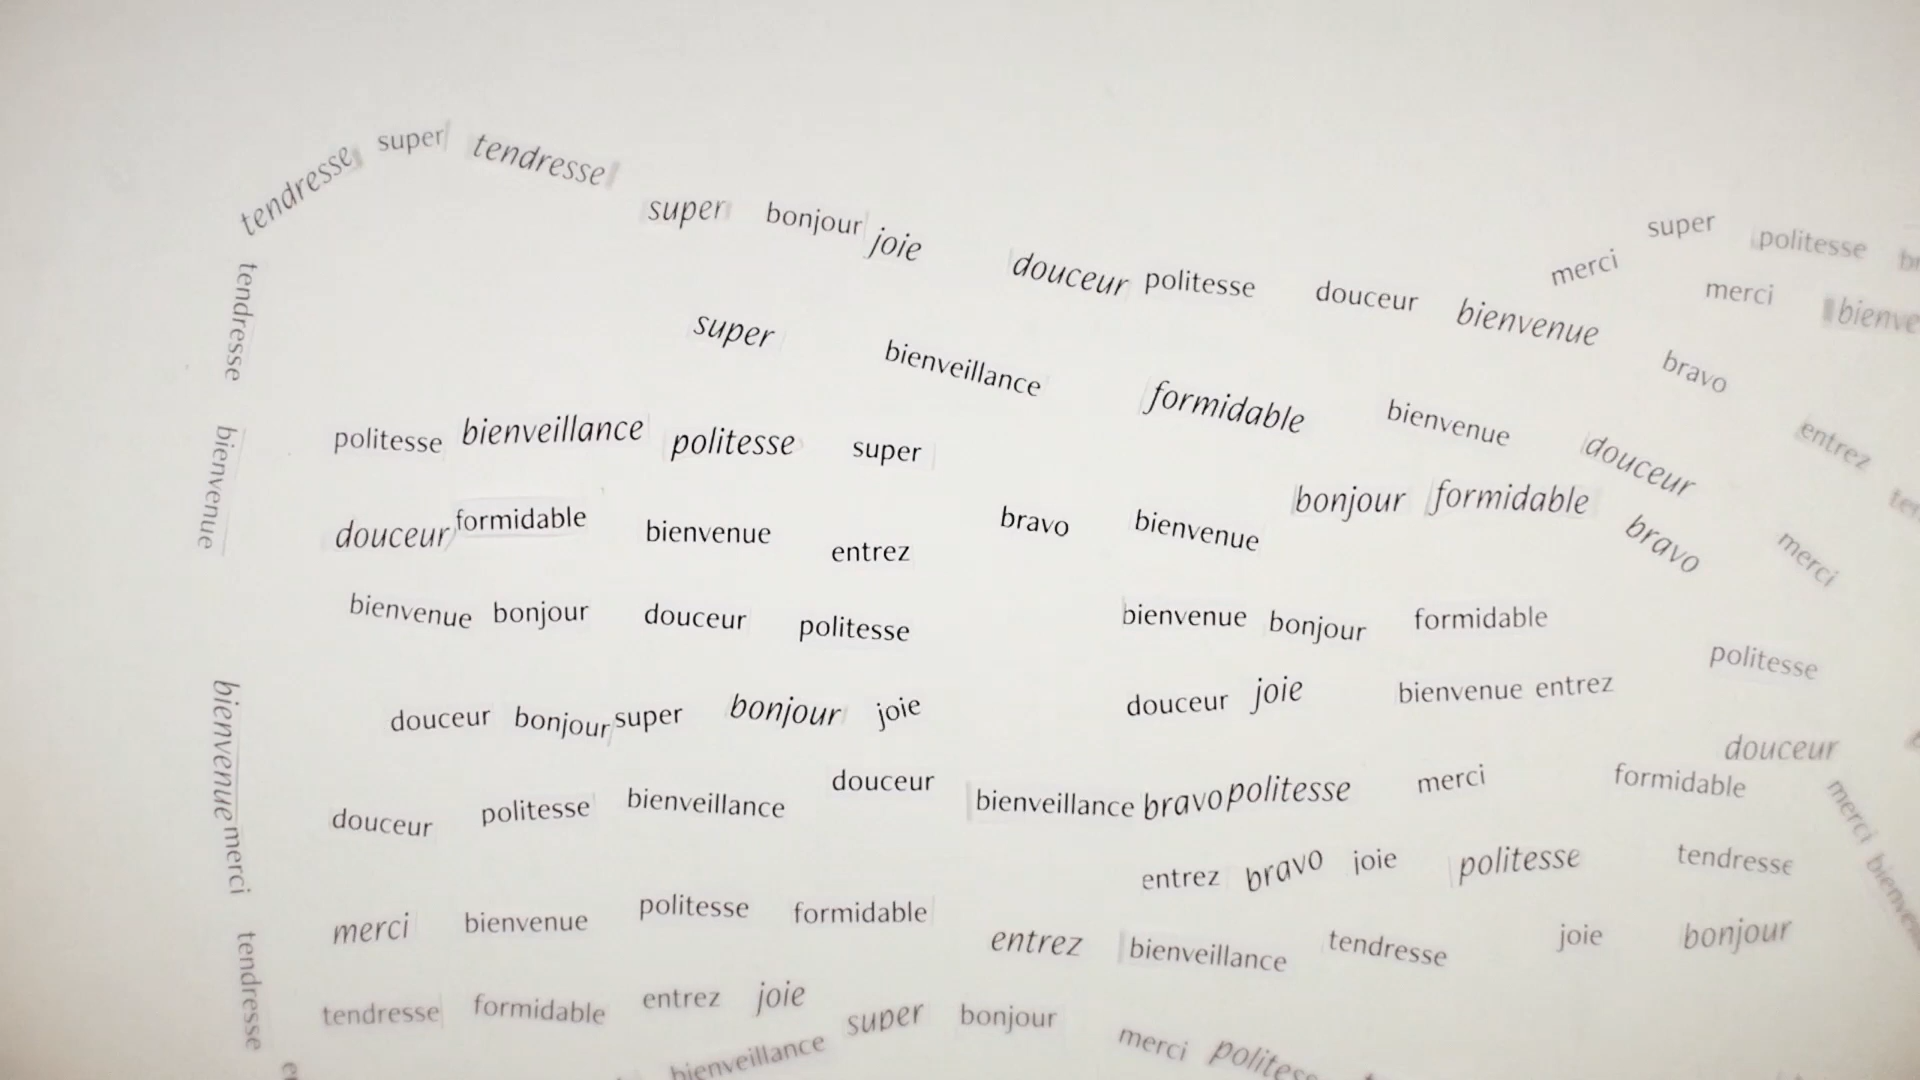 tendresse super tendresse
super bonjour joie
douceur politesse douceur bienvenue
merci super politesse
merci
tendresse
super bienveillance formidable bienvenue douceur
bravo
entrez
bienvenue
politesse bienveillance politesse super
bonjour formidable
bravo merci
douceur formidable bienvenue entrez
bravo bienvenue
bienvenue bonjour douceur politesse
bienvenue bonjour formidable
politesse
douceur bonjour super bonjour joie
douceur joie bienvenue entrez
douceur
bienvenue
douceur politesse bienveillance douceur
bienveillance bravo politesse merci formidable
merci
merci
entrez bravo joie politesse tendresse
merci bienvenue politesse formidable
entrez bienveillance tendresse joie bonjour
tendresse
tendresse formidable entrez joie
bienveillance super bonjour
merci